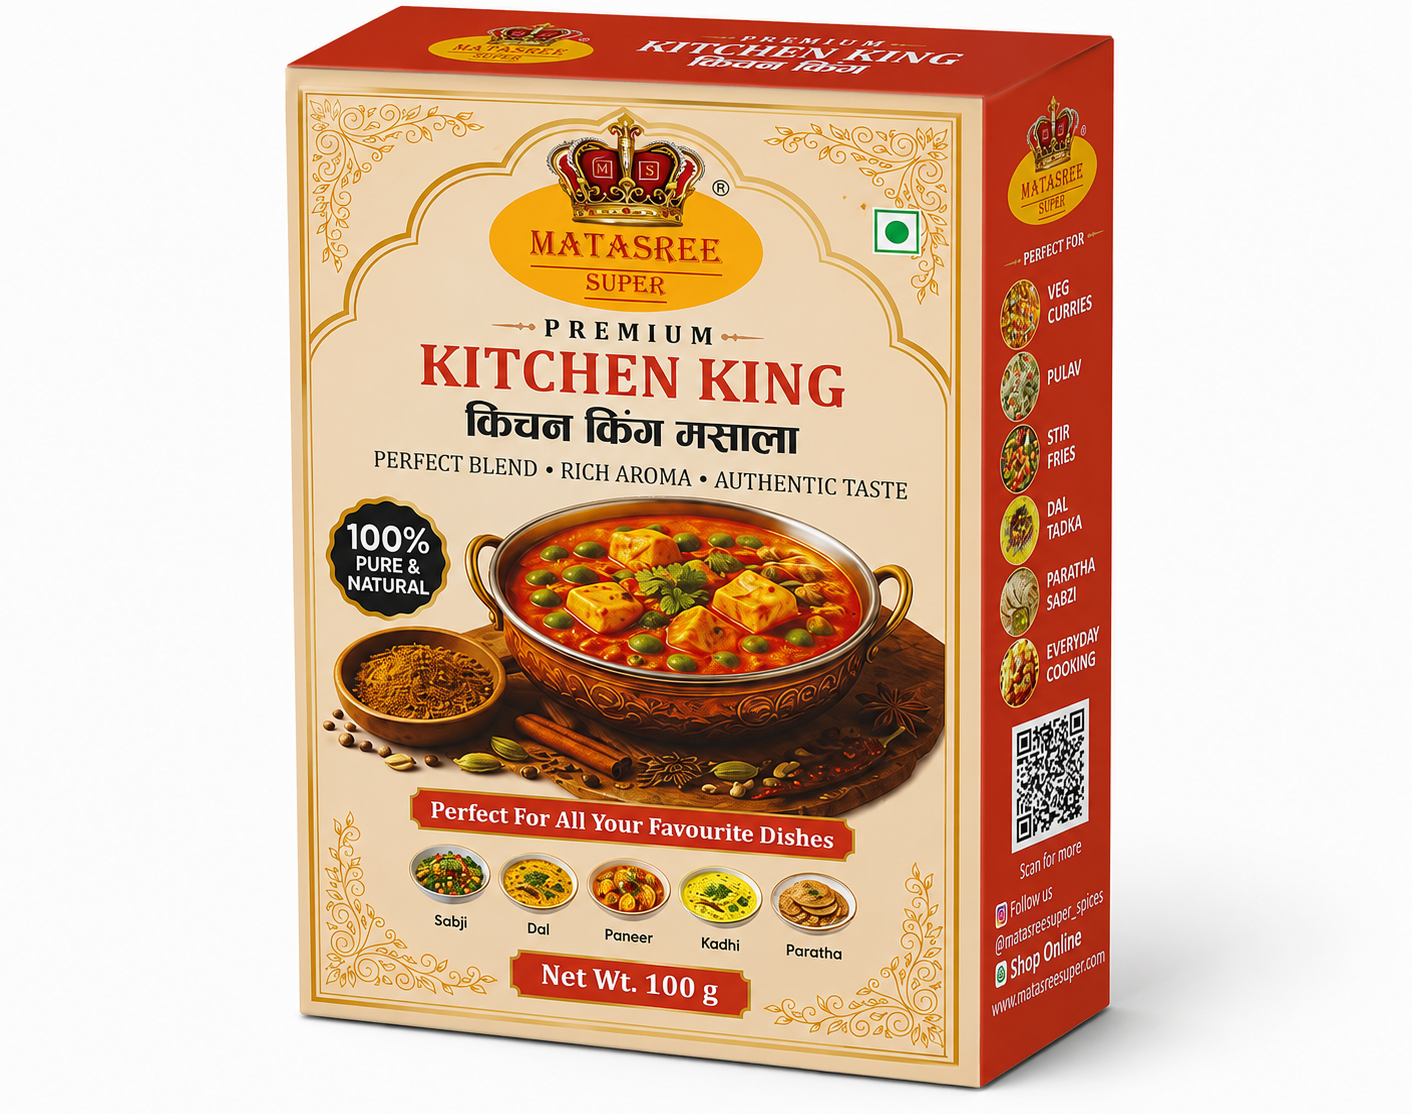 MATASREE
SUPER
PREMIUM
KITCHEN KING
किचन किंग
M S
®
MATASREE
SUPER
PREMIUM
KITCHEN KING
किचन किंग मसाला
PERFECT BLEND • RICH AROMA • AUTHENTIC TASTE
100%
PURE &
NATURAL
Perfect For All Your Favourite Dishes
Sabji
Dal
Paneer
Kadhi
Paratha
Net Wt. 100 g
MATASREE
SUPER
PERFECT FOR
VEG
CURRIES
PULAV
STIR
FRIES
DAL
TADKA
PARATHA
SABZI
EVERYDAY
COOKING
Scan for more
Follow us
@matasreesuper_spices
Shop Online
www.matasreesuper.com